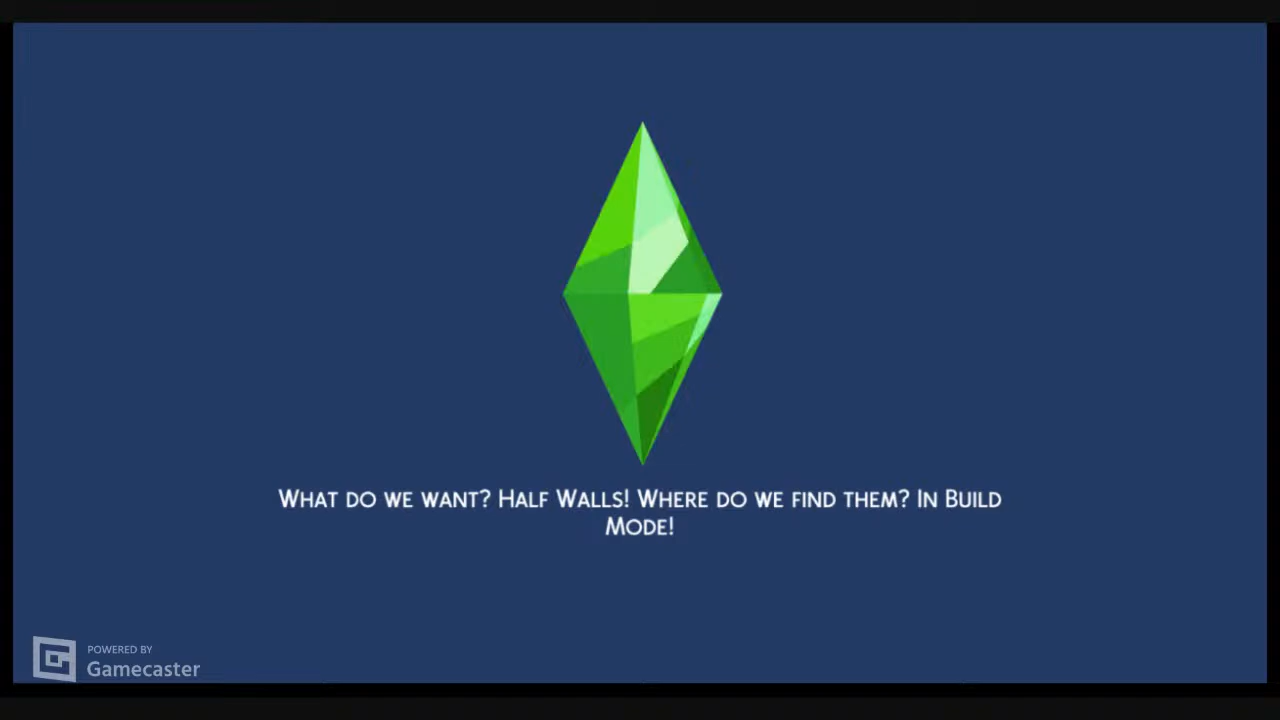 What do we want? Half Walls! Where do we find them? In Build
Mode!
POWERED BY
Gamecaster